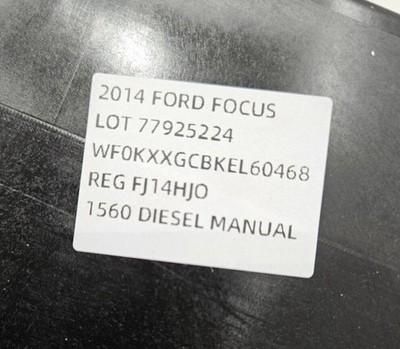 2014 FORD FOCUS
LOT 77925224
WF0KXXGCBKEL60468
REG FJ14HJO
1560 DIESEL MANUAL